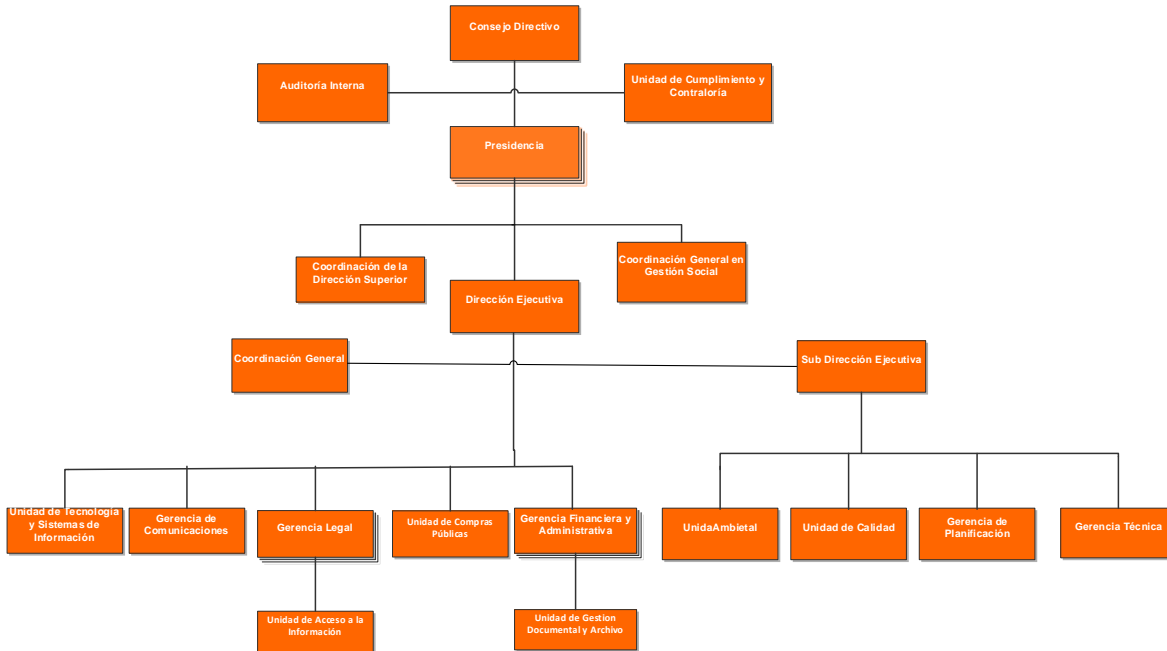 Consejo Directivo
Auditoría Interna
Unidad de Cumplimiento y
Contraloría
Presidencia
Coordinación de la
Dirección Superior
Coordinación General en
Gestión Social
Dirección Ejecutiva
Coordinación General
Sub Dirección Ejecutiva
Unidad de Tecnología
y Sistemas de
Información
Gerencia de
Comunicaciones
Gerencia Legal
Unidad de Compras
Públicas
Gerencia Financiera y
Administrativa
UnidaAmbietal
Unidad de Calidad
Gerencia de
Planificación
Gerencia Técnica
Unidad de Acceso a la
Información
Unidad de Gestion
Documental y Archivo